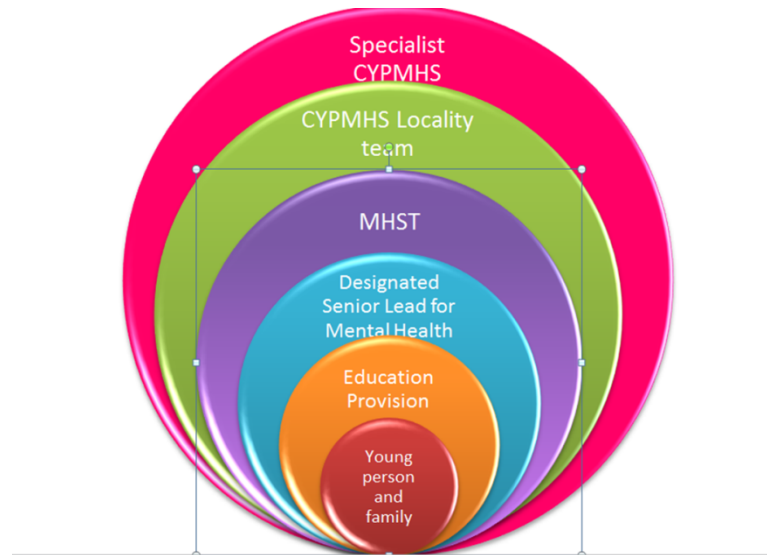 Specialist
CYPMHS
CYPMHS Locality
team
MHST
Designated
Senior Lead for
Mental Health
Education
Provision
Young
person
and
family